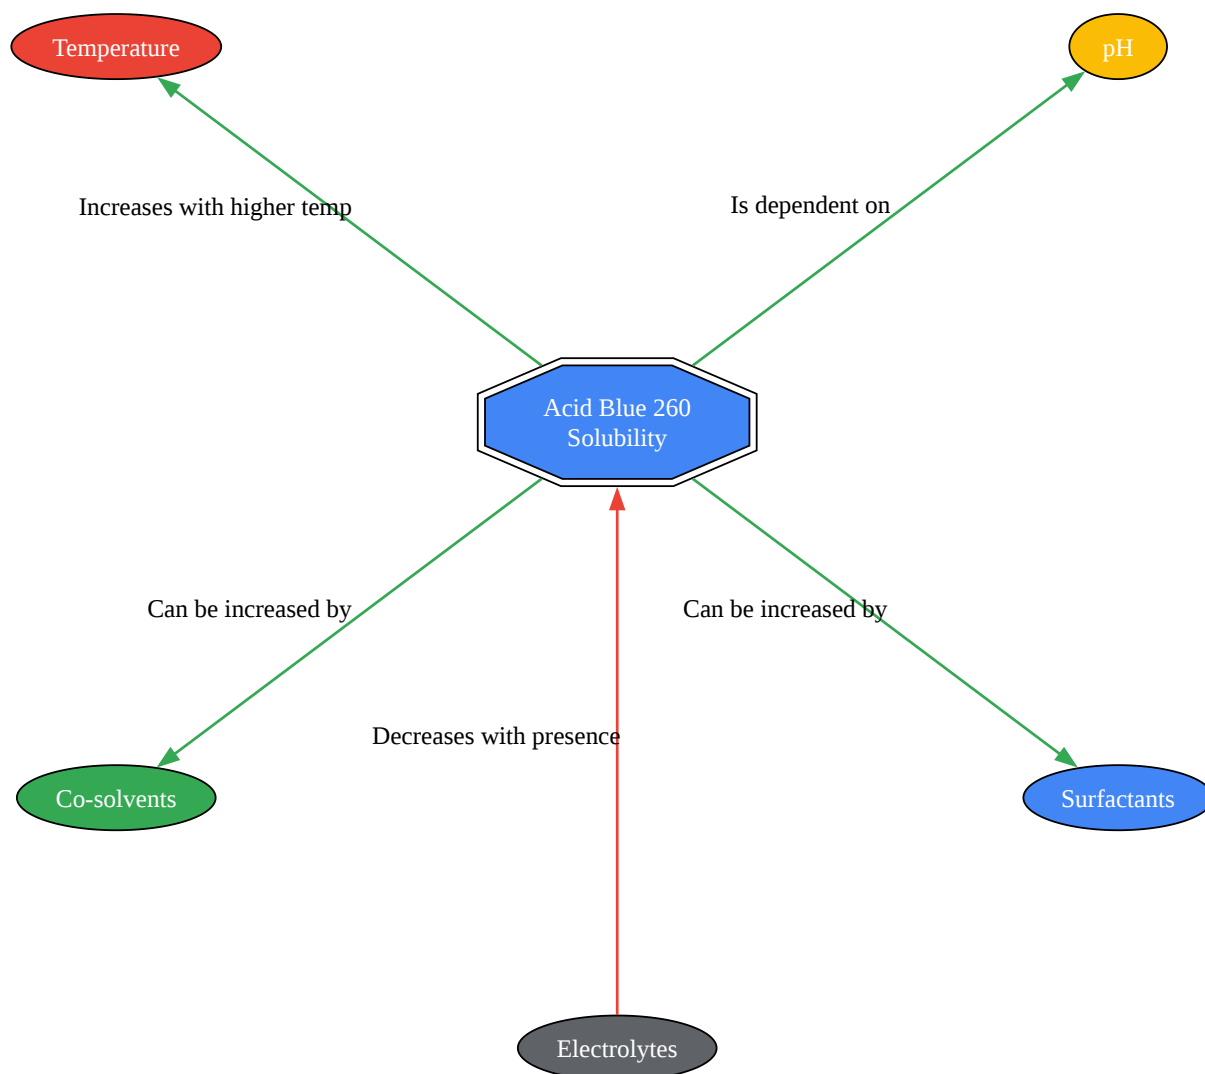 Temperature
pH
Increases with higher temp
Is dependent on
Acid Blue 260
Solubility
Can be increased by
Can be increased by
Decreases with presence
Co-solvents
Surfactants
Electrolytes